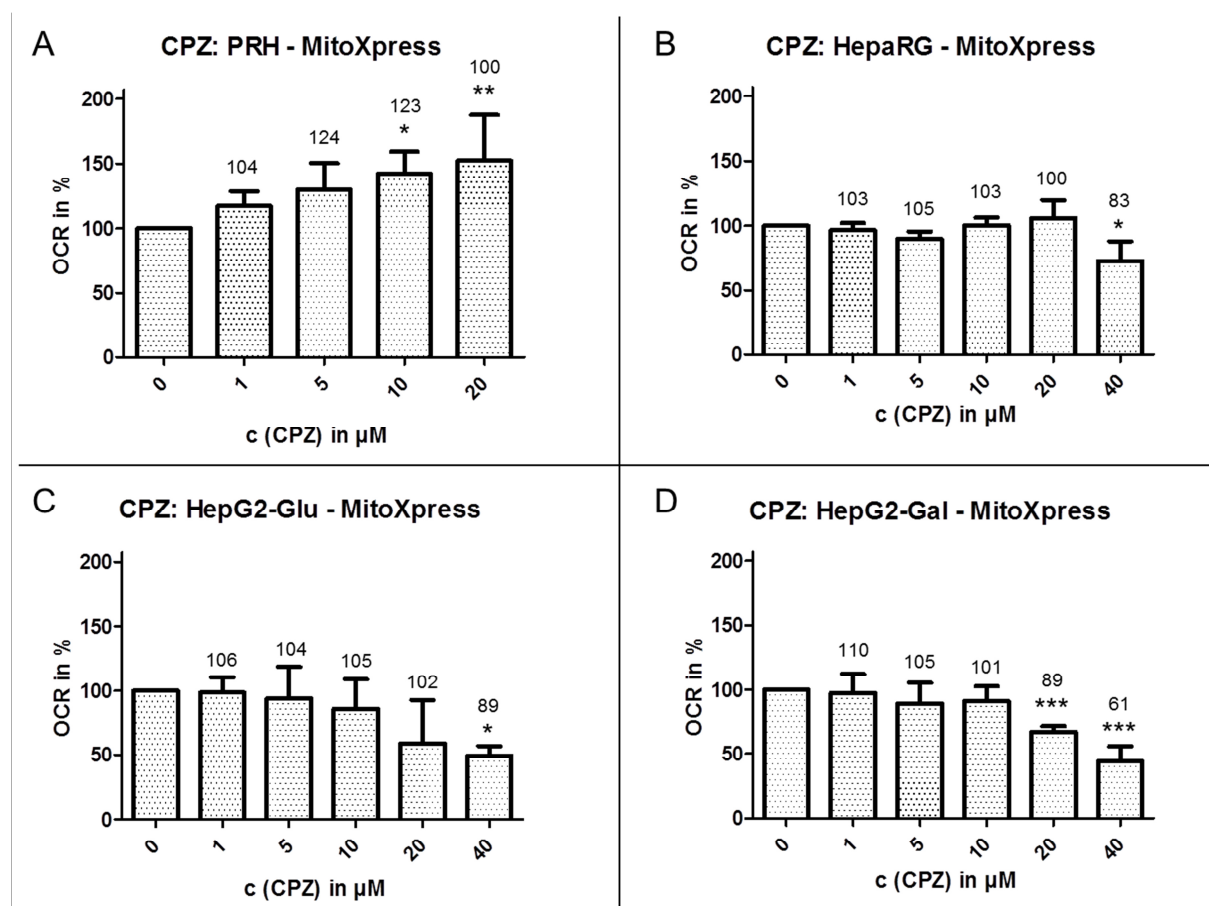 A
CPZ: PRH - MitoXpress
OCR in %
200
150
100
50
0
104
124
123
*
100
**
0 1 5 10 20
c (CPZ) in µM
B
CPZ: HepaRG - MitoXpress
OCR in %
200
150
100
50
0
103
105
103
100
83
*
0 1 5 10 20 40
c (CPZ) in µM
C
CPZ: HepG2-Glu - MitoXpress
OCR in %
200
150
100
50
0
106
104
105
102
89
*
0 1 5 10 20 40
c (CPZ) in µM
D
CPZ: HepG2-Gal - MitoXpress
OCR in %
200
150
100
50
0
110
105
101
89
***
61
***
0 1 5 10 20 40
c (CPZ) in µM